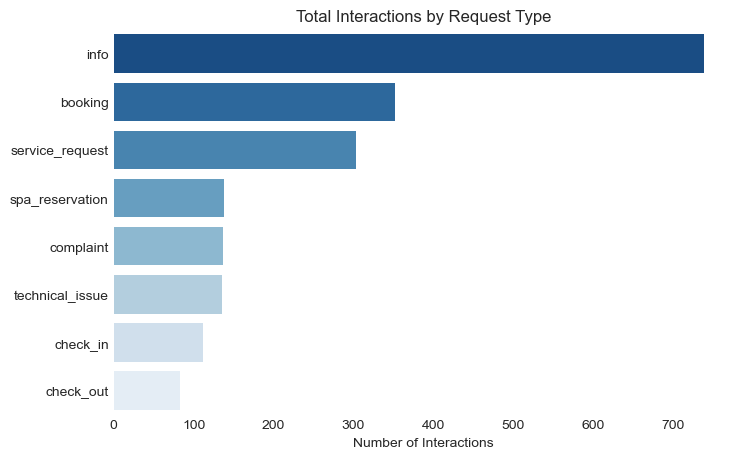 Total Interactions by Request Type
info
booking
service_request
spa_reservation
complaint
technical_issue
check_in
check_out
0 100 200 300 400 500 600 700
Number of Interactions